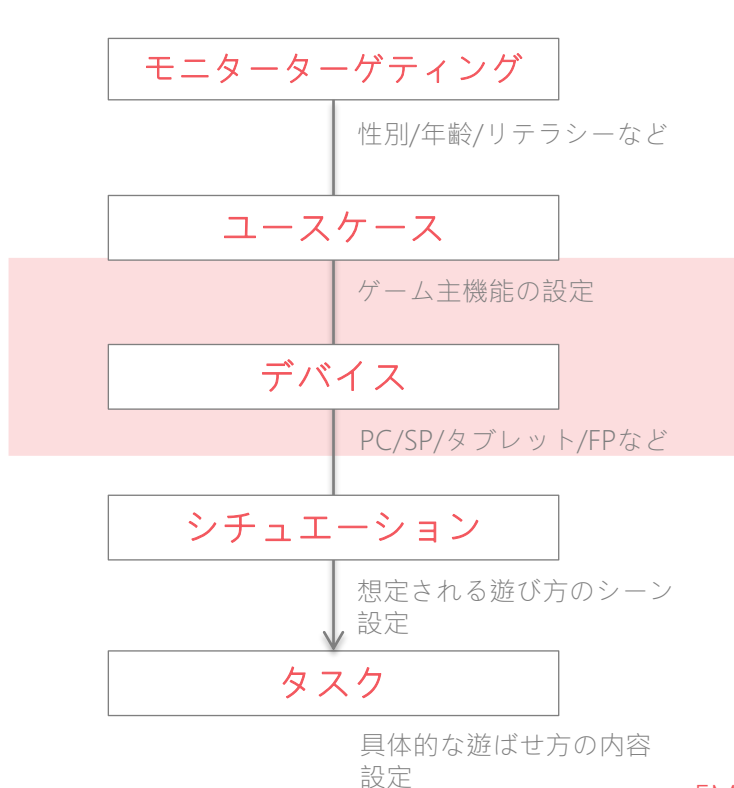 モニターターゲティング
性別/年齢/リテラシーなど
ユースケース
ゲーム主機能の設定
デバイス
PC/SP/タブレット/FPなど
シチュエーション
想定される遊び方のシーン
設定
タスク
具体的な遊ばせ方の内容
設定